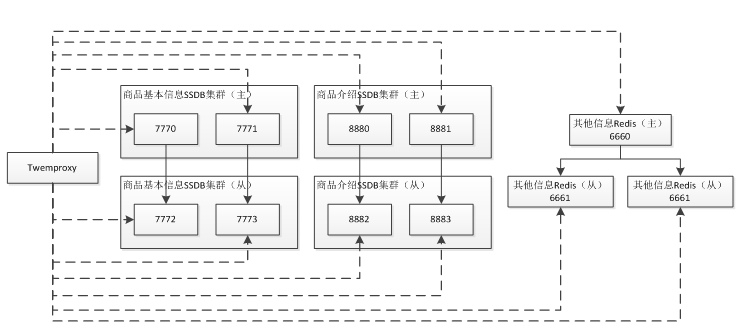 商品基本信息SSDB集群（主）
7770
7771
商品介绍SSDB集群（主）
8880
8881
其他信息Redis（主）
6660
Twemproxy
商品基本信息SSDB集群（从）
7772
7773
商品介绍SSDB集群（从）
8882
8883
其他信息Redis（从）
6661
其他信息Redis（从）
6661